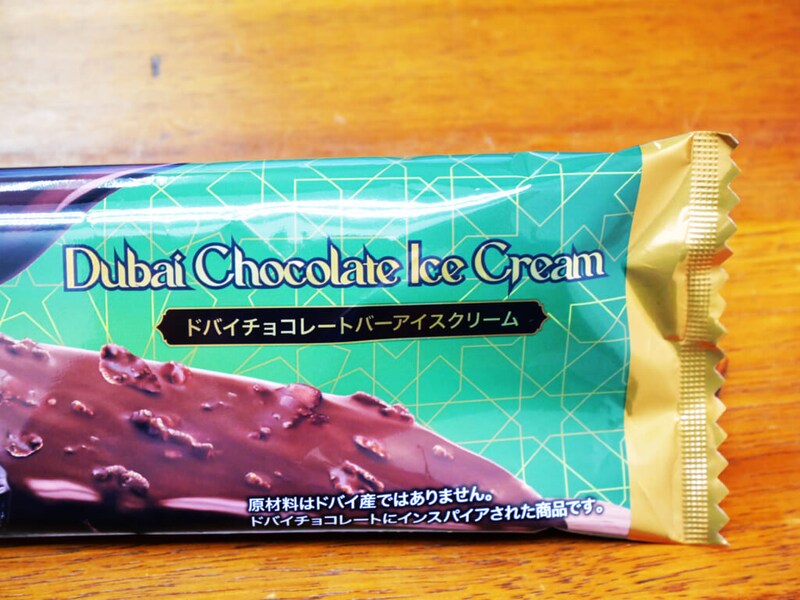 Dubai Chocolate Ice Cream
ドバイチョコレートバーアイスクリーム
原材料はドバイ産ではありません。
ドバイチョコレートにインスパイアされた商品です。